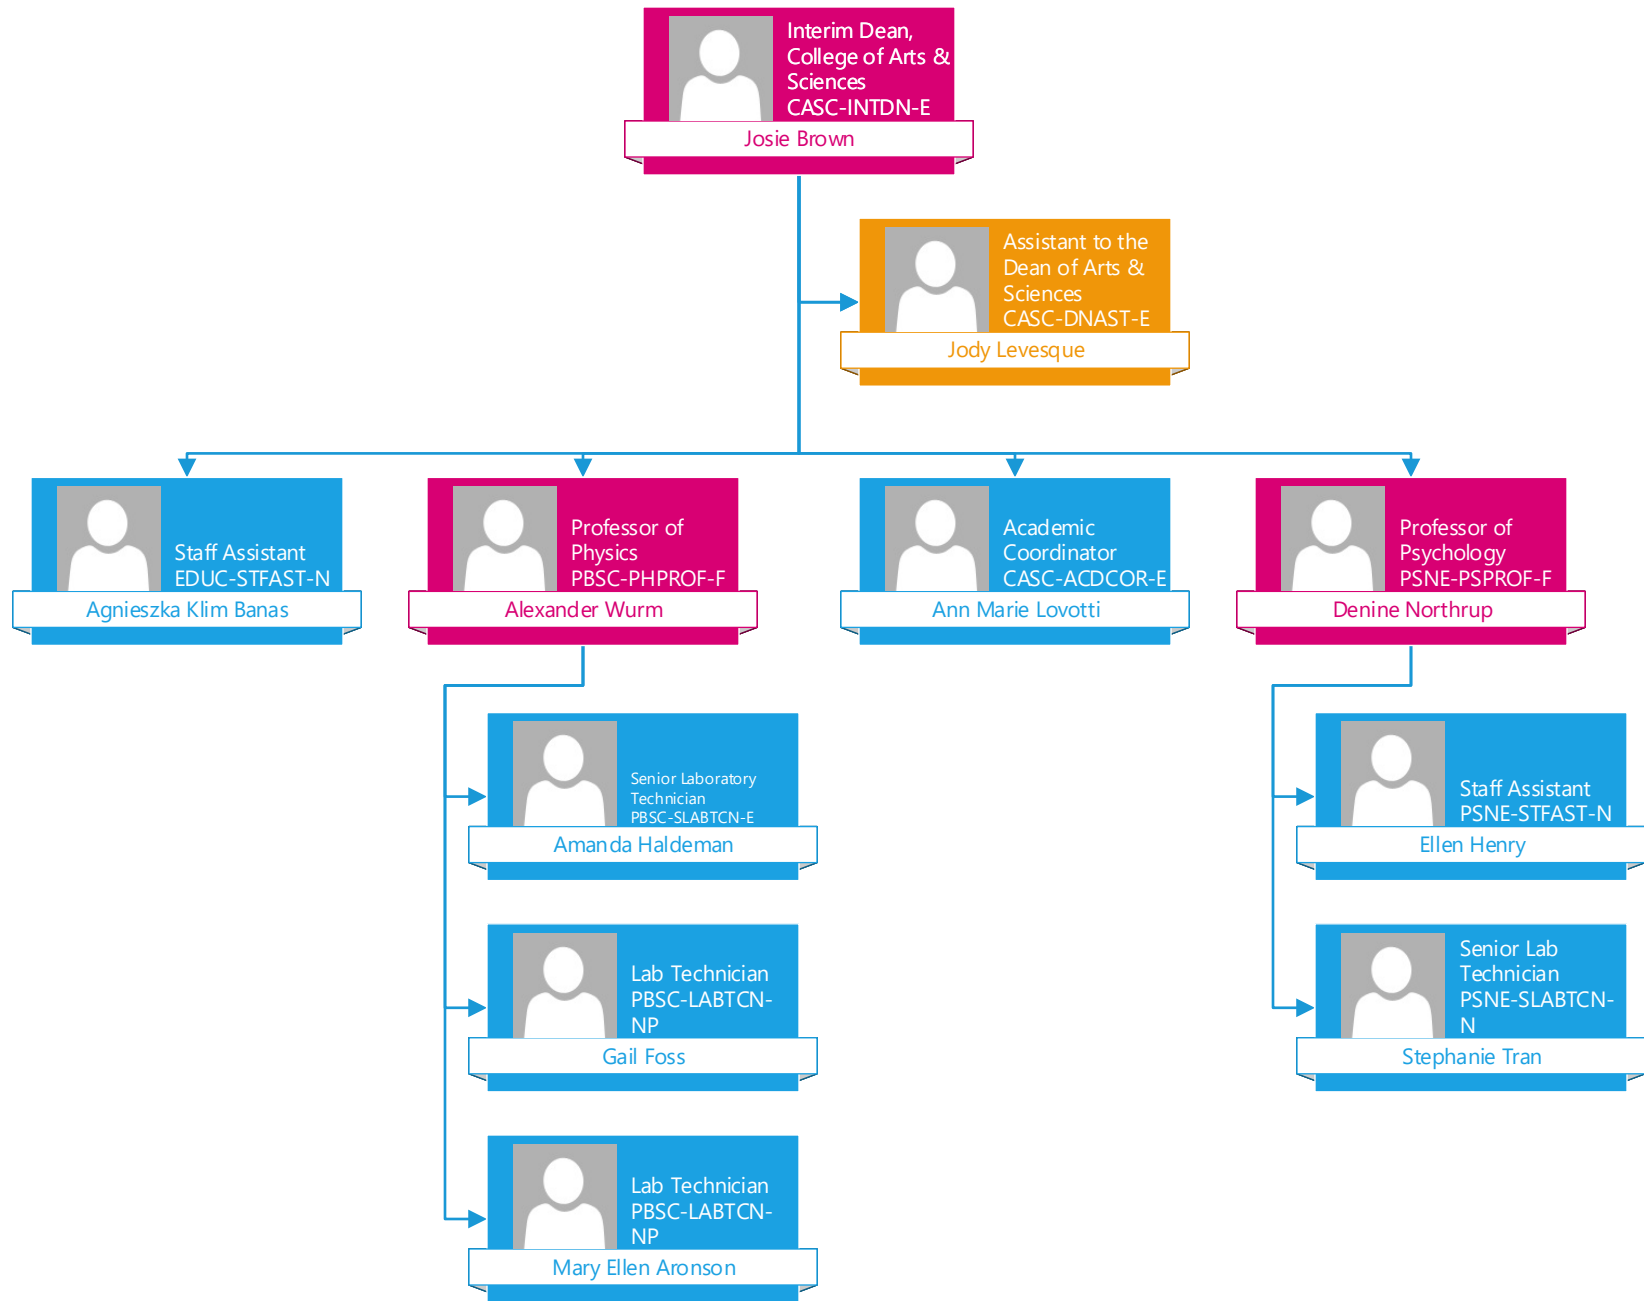 Interim Dean,
College of Arts &
Sciences
CASC-INTDN-E
Josie Brown
Assistant to the
Dean of Arts &
Sciences
CASC-DNAST-E
Jody Levesque
Staff Assistant
EDUC-STFAST-N
Agnieszka Klim Banas
Professor of
Physics
PBSC-PHPROF-F
Alexander Wurm
Academic
Coordinator
CASC-ACDCOR-E
Ann Marie Lovotti
Professor of
Psychology
PSNE-PSPROF-F
Denine Northrup
Senior Laboratory
Technician
PBSC-SLABTCN-E
Amanda Haldeman
Staff Assistant
PSNE-STFAST-N
Ellen Henry
Lab Technician
PBSC-LABTCN-
NP
Gail Foss
Senior Lab
Technician
PSNE-SLABTCN-
N
Stephanie Tran
Lab Technician
PBSC-LABTCN-
NP
Mary Ellen Aronson